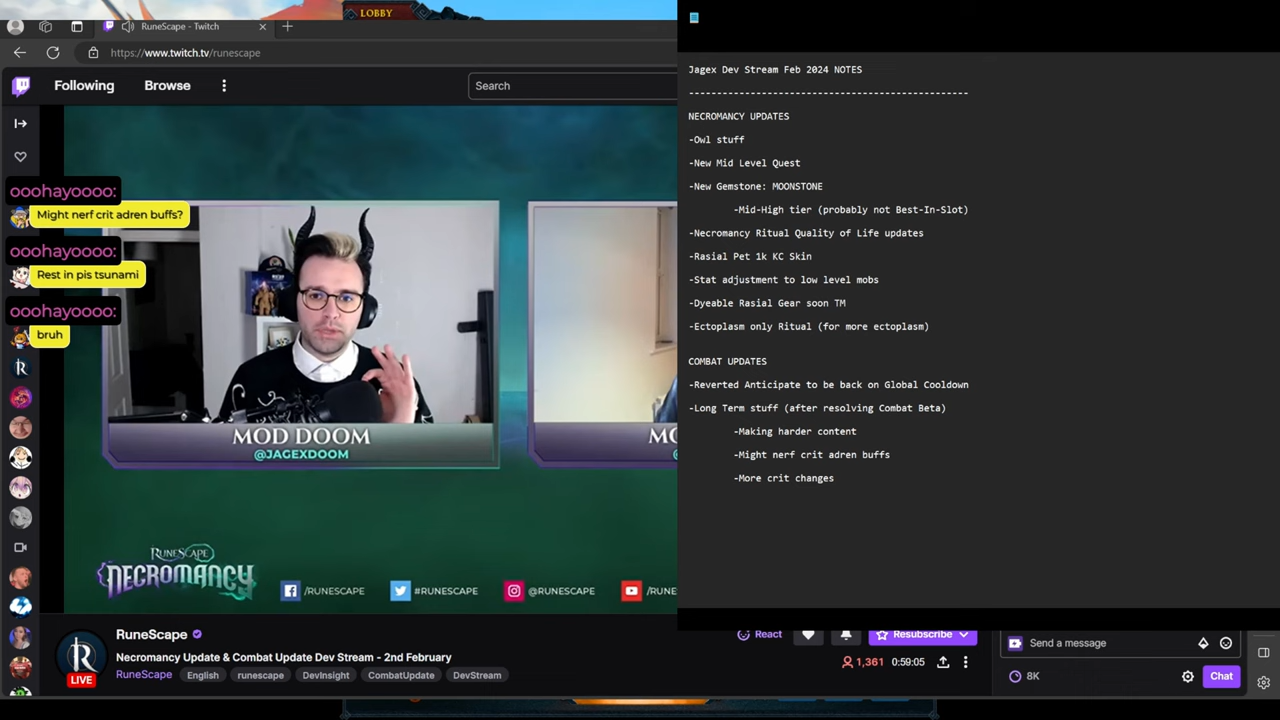 LOBBY
RuneScape - Twitch
https://www.twitch.tv/runescape
Following
Browse
Search
ooohayoooo:
Might nerf crit adren buffs?
ooohayoooo:
Rest in pis tsunami
ooohayoooo:
bruh
MOD DOOM
@JAGEXDOOM
RUNESCAPE
NECROMANCY
/RUNESCAPE
#RUNESCAPE
@RUNESCAPE
/RUNE
LIVE
RuneScape
Necromancy Update & Combat Update Dev Stream - 2nd February
RuneScape
English
runescape
DevInsight
CombatUpdate
DevStream
React
Resubscribe
1,361
0:59:05
Send a message
8K
Chat
Jagex Dev Stream Feb 2024 NOTES
--------------------------------------------------
NECROMANCY UPDATES
-Owl stuff
-New Mid Level Quest
-New Gemstone: MOONSTONE
-Mid-High tier (probably not Best-In-Slot)
-Necromancy Ritual Quality of Life updates
-Rasial Pet 1k KC Skin
-Stat adjustment to low level mobs
-Dyeable Rasial Gear soon TM
-Ectoplasm only Ritual (for more ectoplasm)
COMBAT UPDATES
-Reverted Anticipate to be back on Global Cooldown
-Long Term stuff (after resolving Combat Beta)
-Making harder content
-Might nerf crit adren buffs
-More crit changes